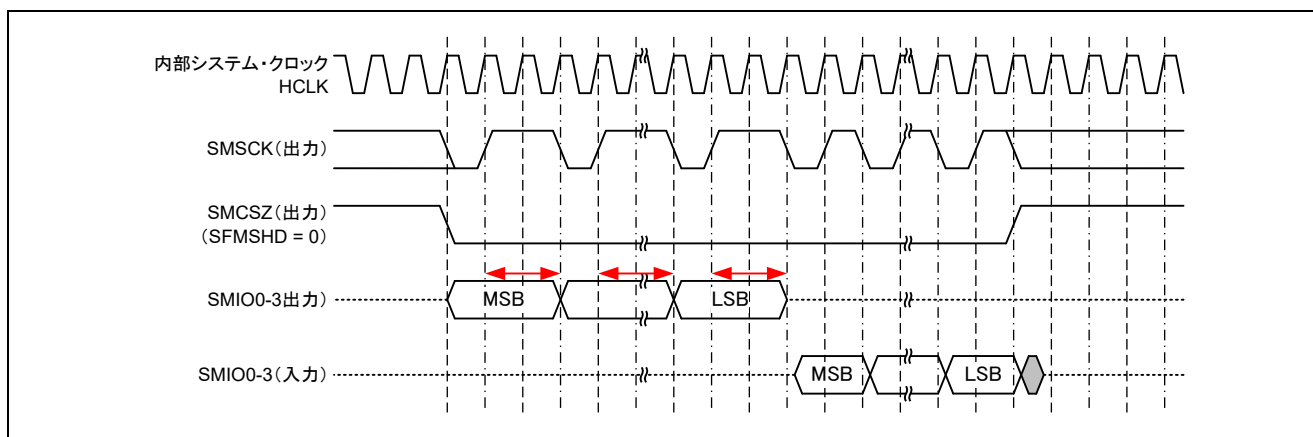 内部システム・クロック
HCLK
SMSCK（出力）
SMCSZ（出力）
（SFMSHD = 0）
SMIO0-3出力）
MSB
LSB
SMIO0-3（入力）
MSB
LSB